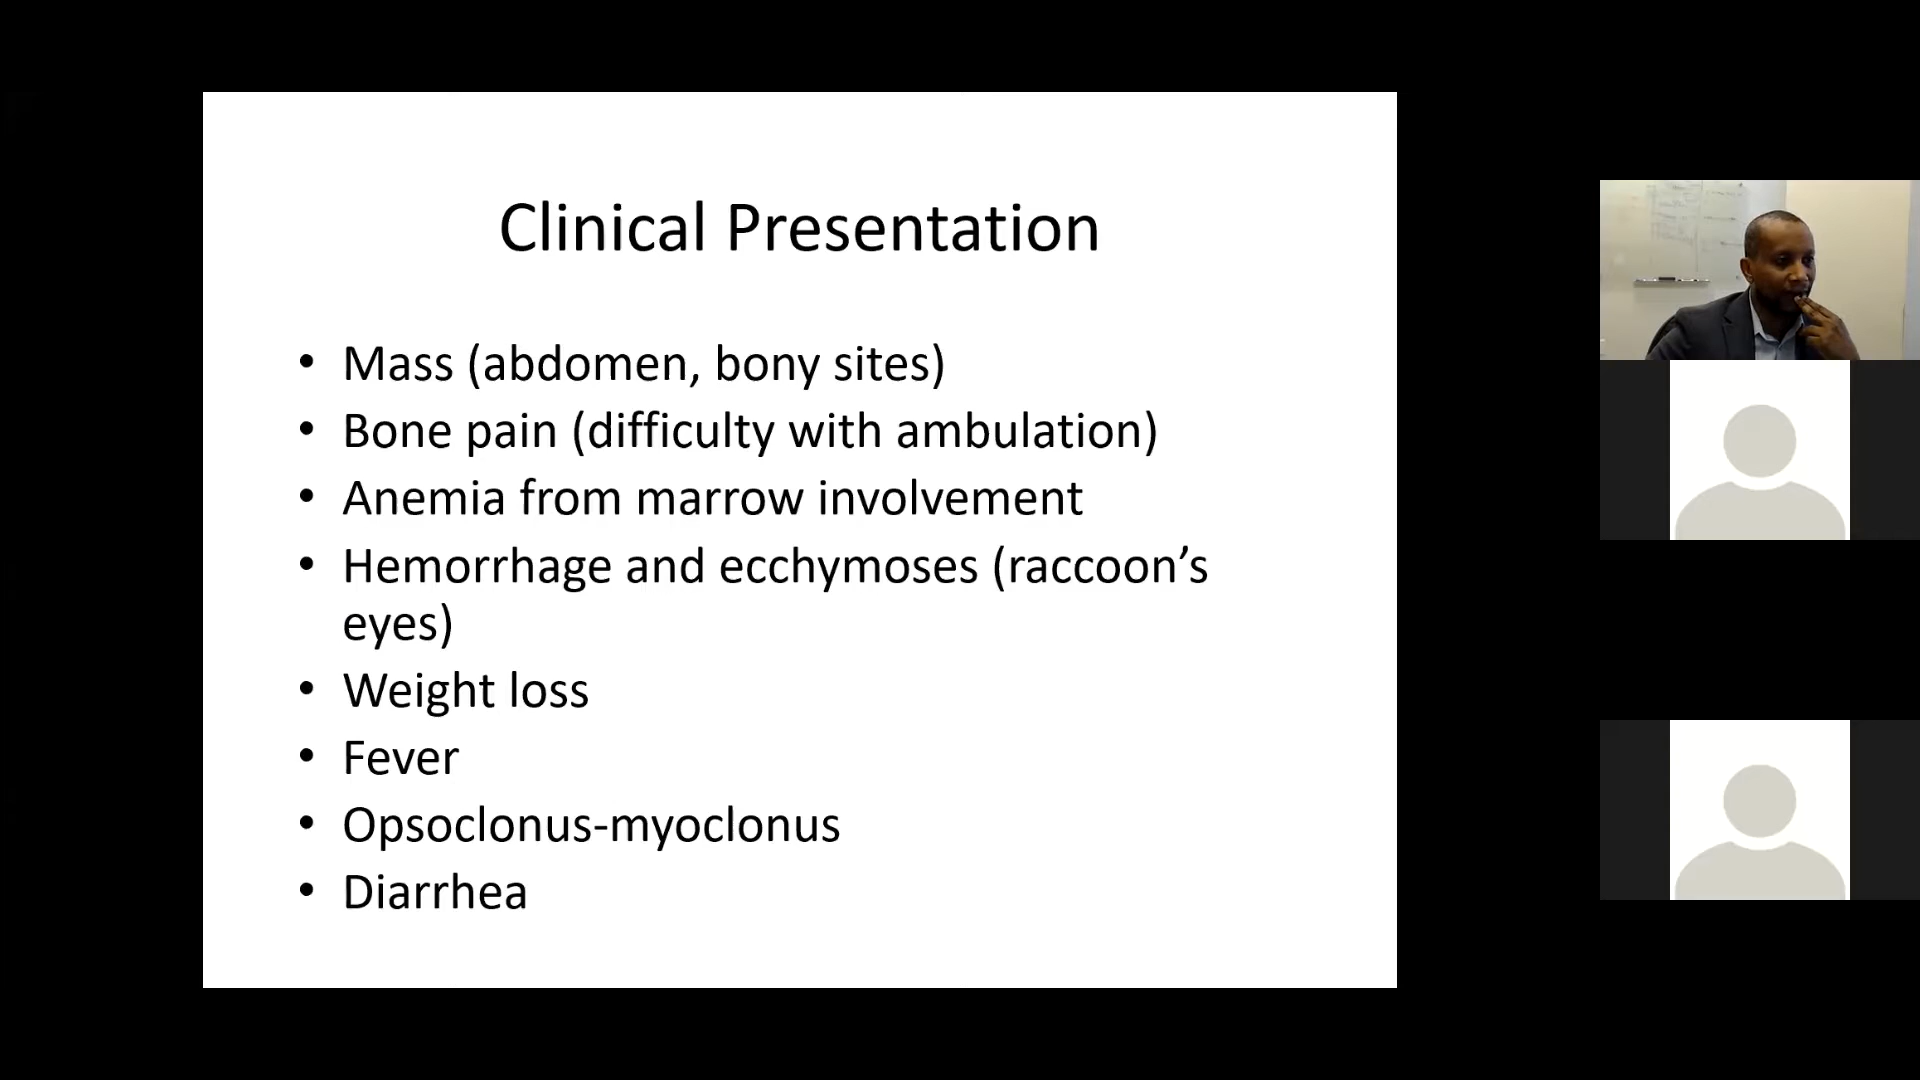 Clinical Presentation
• Mass (abdomen, bony sites)
• Bone pain (difficulty with ambulation)
• Anemia from marrow involvement
• Hemorrhage and ecchymoses (raccoon’s
eyes)
• Weight loss
• Fever
• Opsoclonus-myoclonus
• Diarrhea